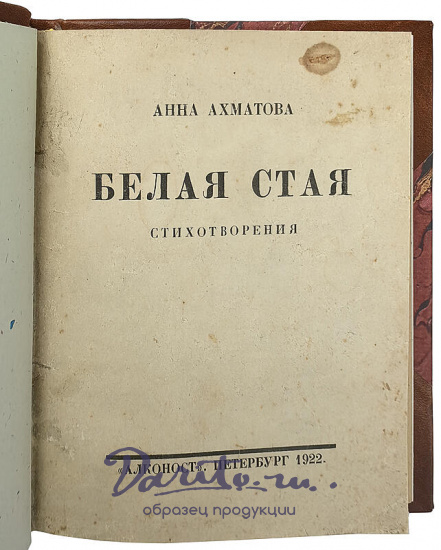 АННА АХМАТОВА
БЕЛАЯ СТАЯ
СТИХОТВОРЕНИЯ
«АЛКОНОСТ». ПЕТЕРБУРГ 1922.
Darito.ru..
образец продукции